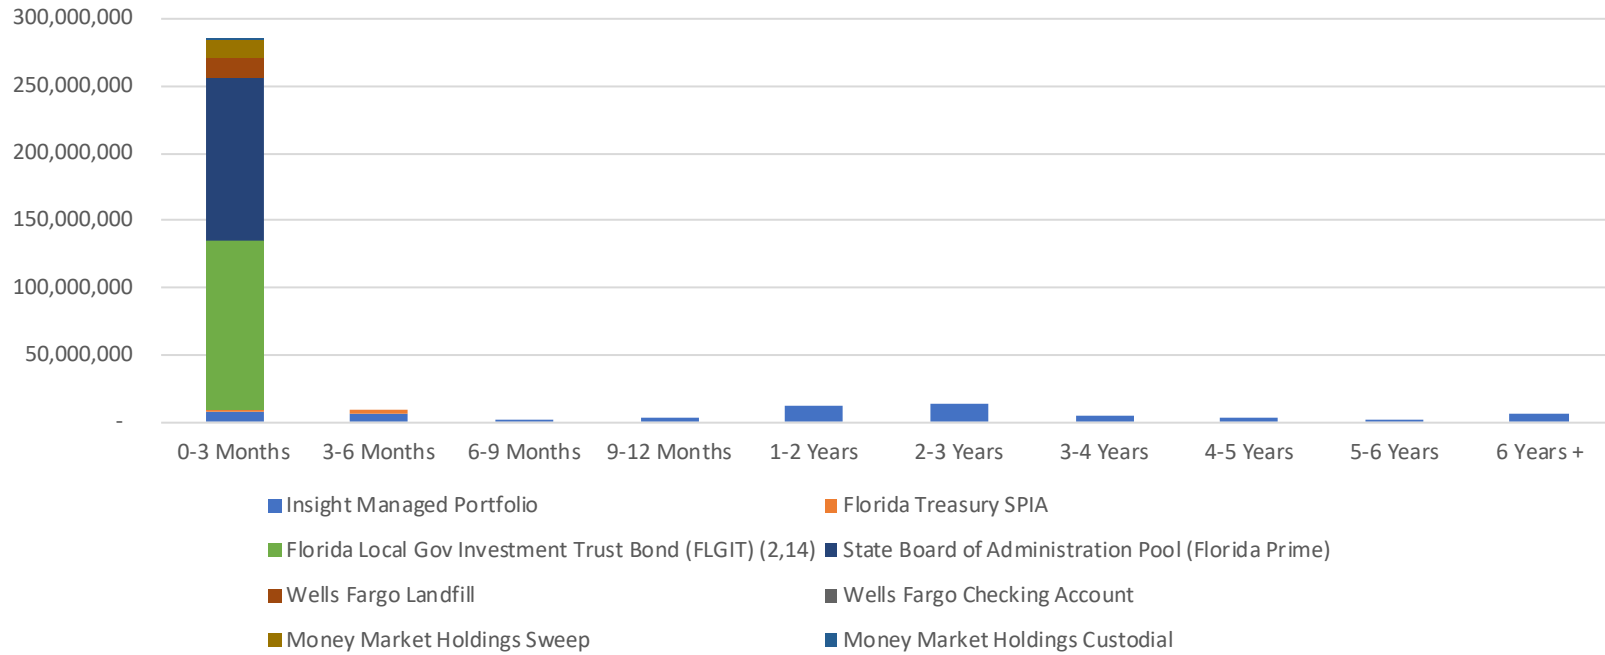 300,000,000
250,000,000
200,000,000
150,000,000
100,000,000
50,000,000
-
0-3 Months 3-6 Months 6-9 Months 9-12 Months 1-2 Years 2-3 Years 3-4 Years 4-5 Years 5-6 Years 6 Years +
Insight Managed Portfolio Florida Treasury SPIA
Florida Local Gov Investment Trust Bond (FLGIT) (2,14) State Board of Administration Pool (Florida Prime)
Wells Fargo Landfill Wells Fargo Checking Account
Money Market Holdings Sweep Money Market Holdings Custodial